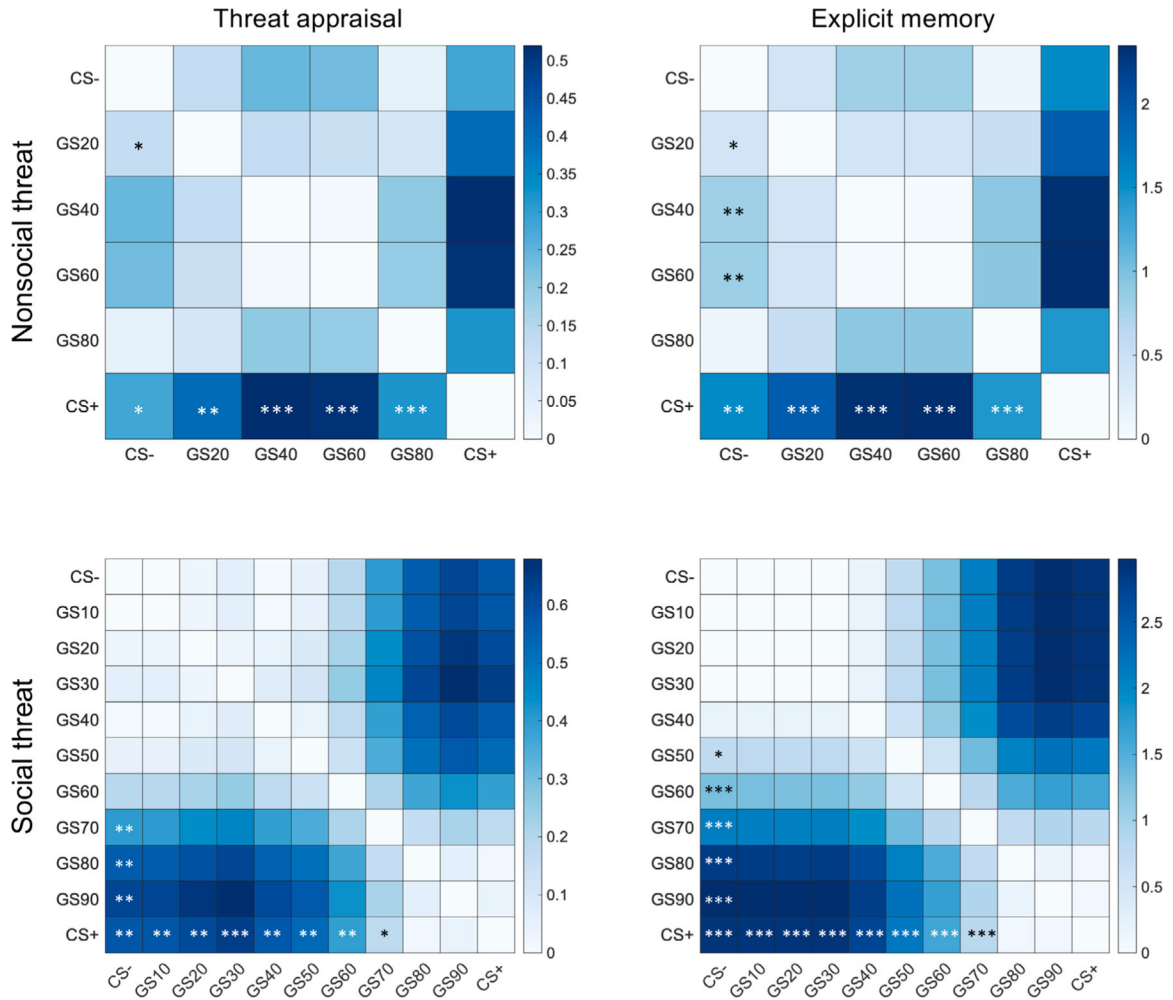 Threat appraisal
Explicit memory
Nonsocial threat
CS-
GS20
GS40
GS60
GS80
CS+
*
* ** *** *** ***
CS- GS20 GS40 GS60 GS80 CS+
0.5
0.45
0.4
0.35
0.3
0.25
0.2
0.15
0.1
0.05
0
CS-
GS20
GS40
GS60
GS80
CS+
*
**
**
** *** *** *** ***
CS- GS20 GS40 GS60 GS80 CS+
2
1.5
1
0.5
0
Social threat
CS-
GS10
GS20
GS30
GS40
GS50
GS60
GS70
GS80
GS90
CS+
**
**
**
** ** ** *** ** ** ** *
CS- GS10 GS20 GS30 GS40 GS50 GS60 GS70 GS80 GS90 CS+
0.6
0.5
0.4
0.3
0.2
0.1
0
CS-
GS10
GS20
GS30
GS40
GS50
GS60
GS70
GS80
GS90
CS+
*
***
***
***
***
*** *** *** *** *** *** *** ***
CS- GS10 GS20 GS30 GS40 GS50 GS60 GS70 GS80 GS90 CS+
2.5
2
1.5
1
0.5
0